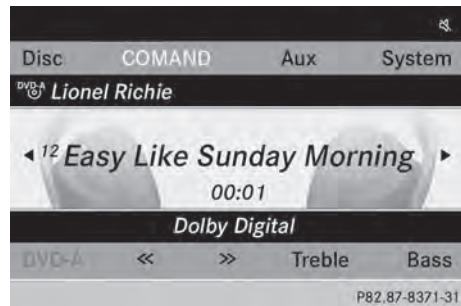 Disc COMAND Aux System
DVD-A Lionel Richie
12 Easy Like Sunday Morning
00:01
Dolby Digital
DVD-A << >> Treble Bass
P82.87-8371-31